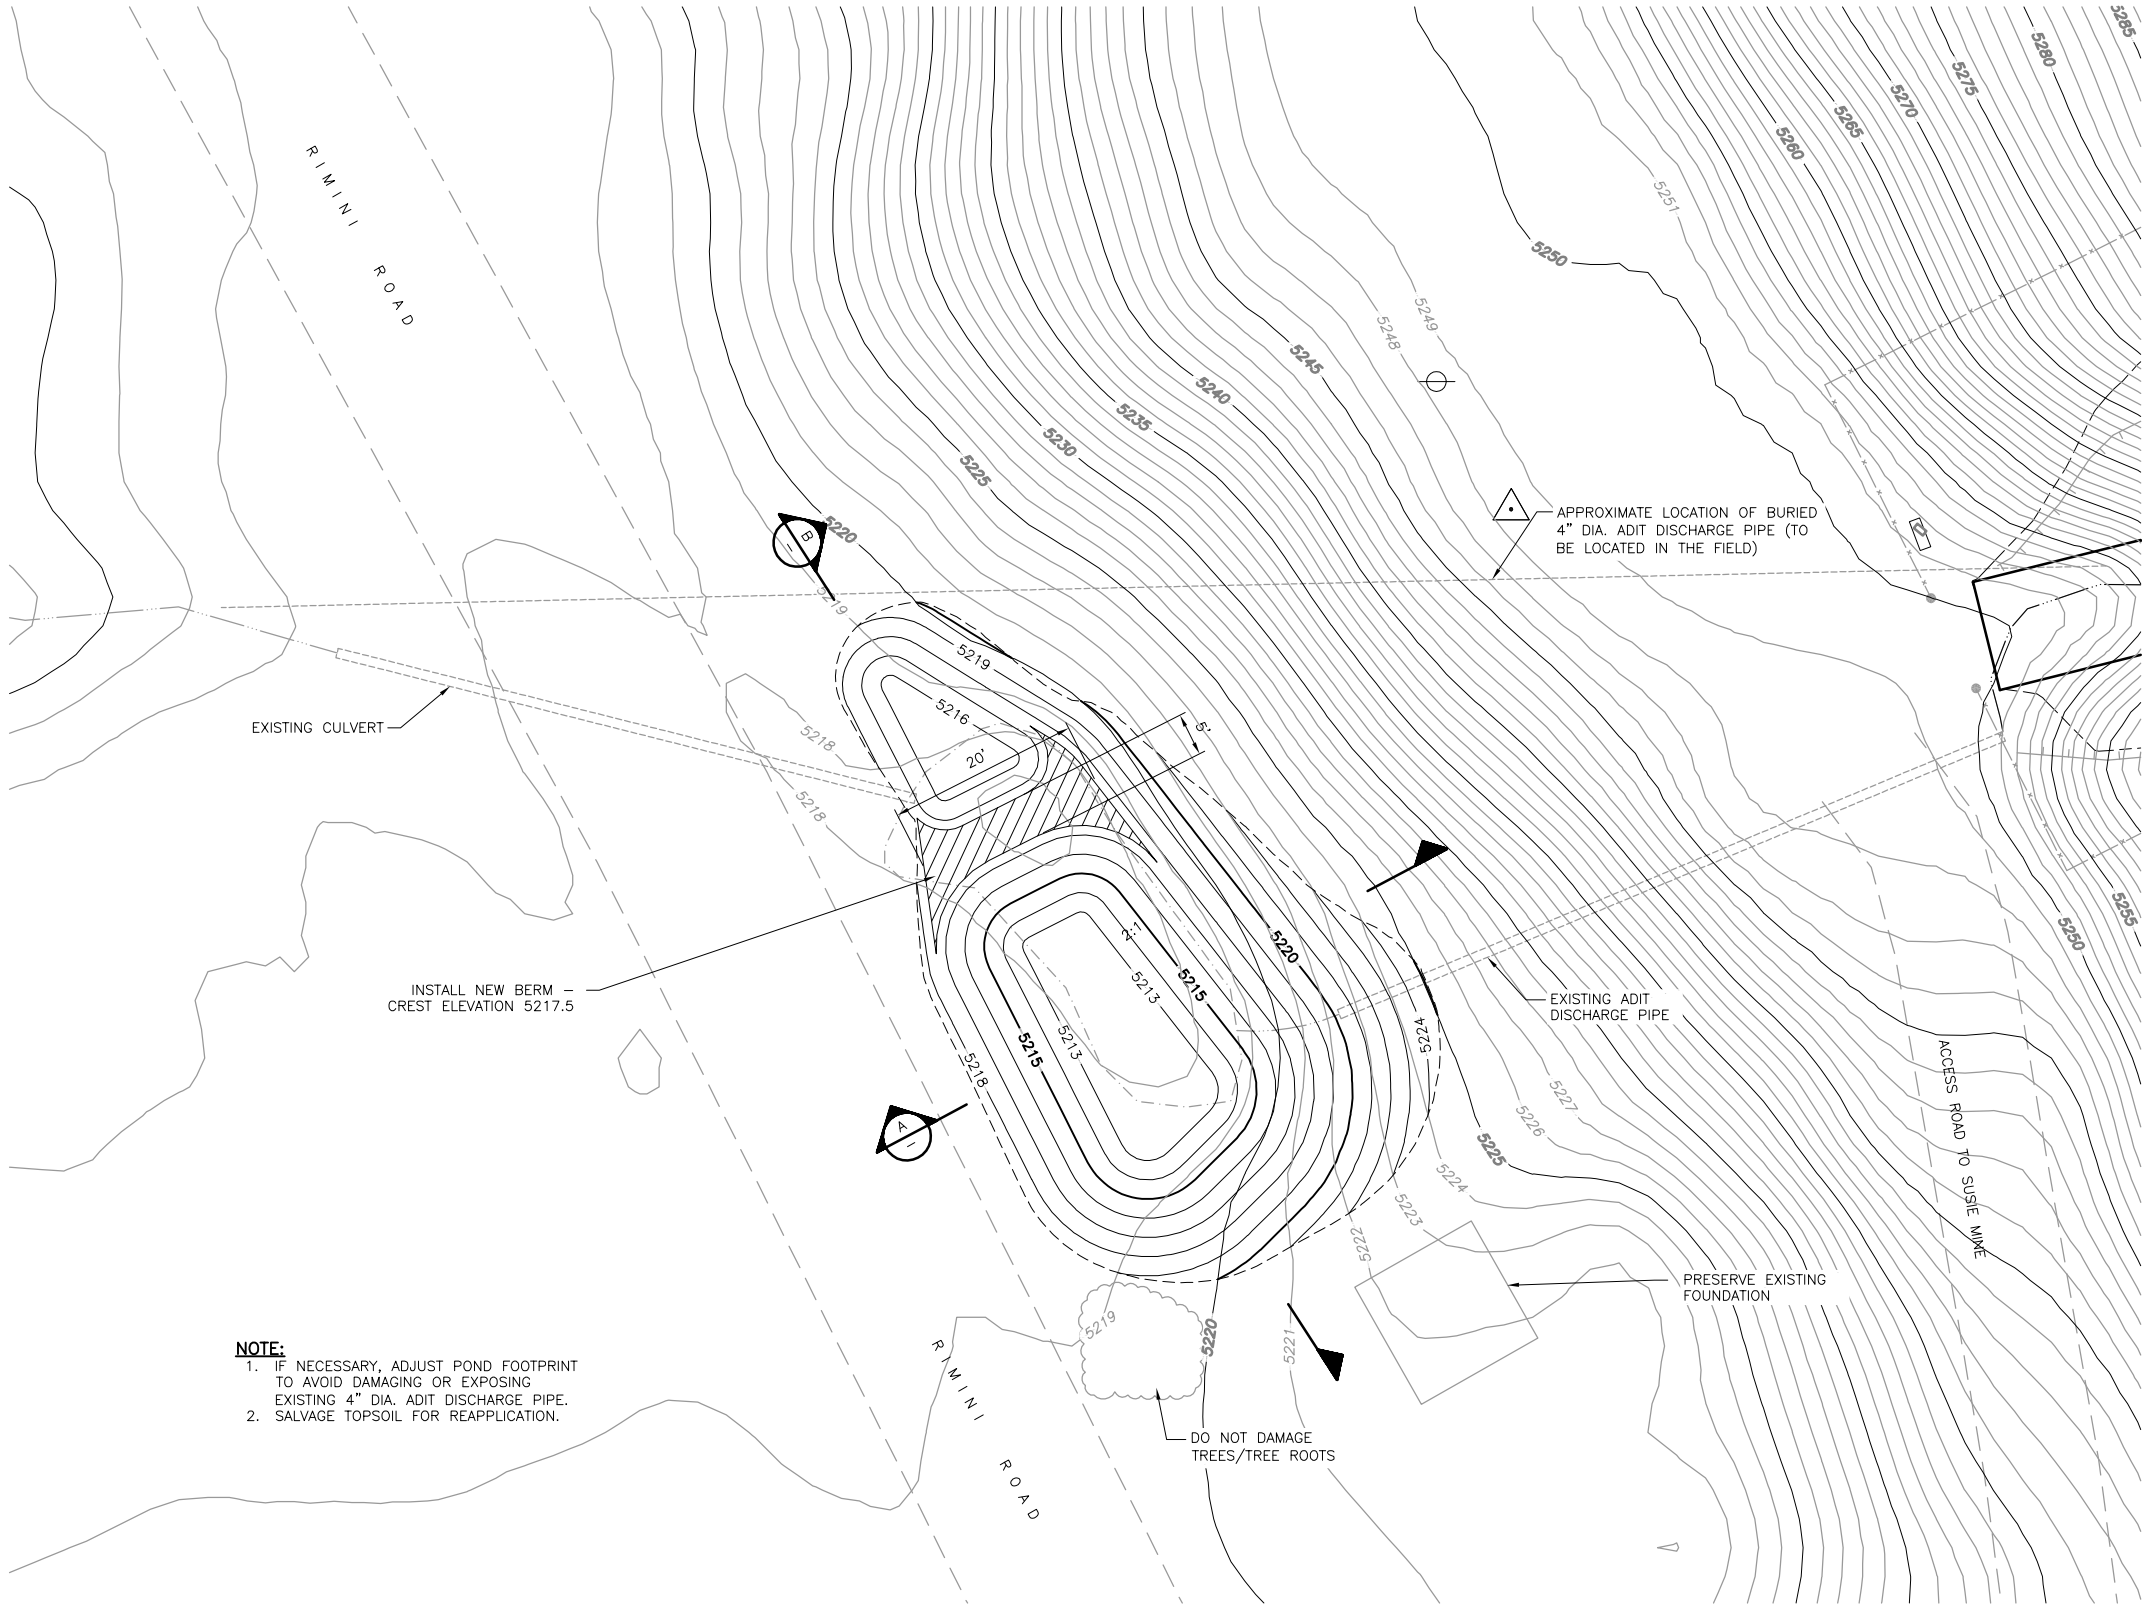 5285
5280
5275
5270
5265
5260
RIMINI ROAD
5251
5250
5249
5248
5245
5240
5235
5230
5225
5220
B
–
5219
APPROXIMATE LOCATION OF BURIED
4" DIA. ADIT DISCHARGE PIPE (TO
BE LOCATED IN THE FIELD)
5219
5216
EXISTING CULVERT
5218
20'
5'
5218
INSTALL NEW BERM –
CREST ELEVATION 5217.5
2:1
5220
5215
5213
5255
5250
EXISTING ADIT
DISCHARGE PIPE
5215
5213
5218
5224
A
–
5227
5226
5225
5224
5223
5222
ACCESS ROAD TO SUSIE MINE
PRESERVE EXISTING
FOUNDATION
5219
5220
5221
RIMINI ROAD
NOTE:
1. IF NECESSARY, ADJUST POND FOOTPRINT
TO AVOID DAMAGING OR EXPOSING
EXISTING 4" DIA. ADIT DISCHARGE PIPE.
2. SALVAGE TOPSOIL FOR REAPPLICATION.
DO NOT DAMAGE
TREES/TREE ROOTS